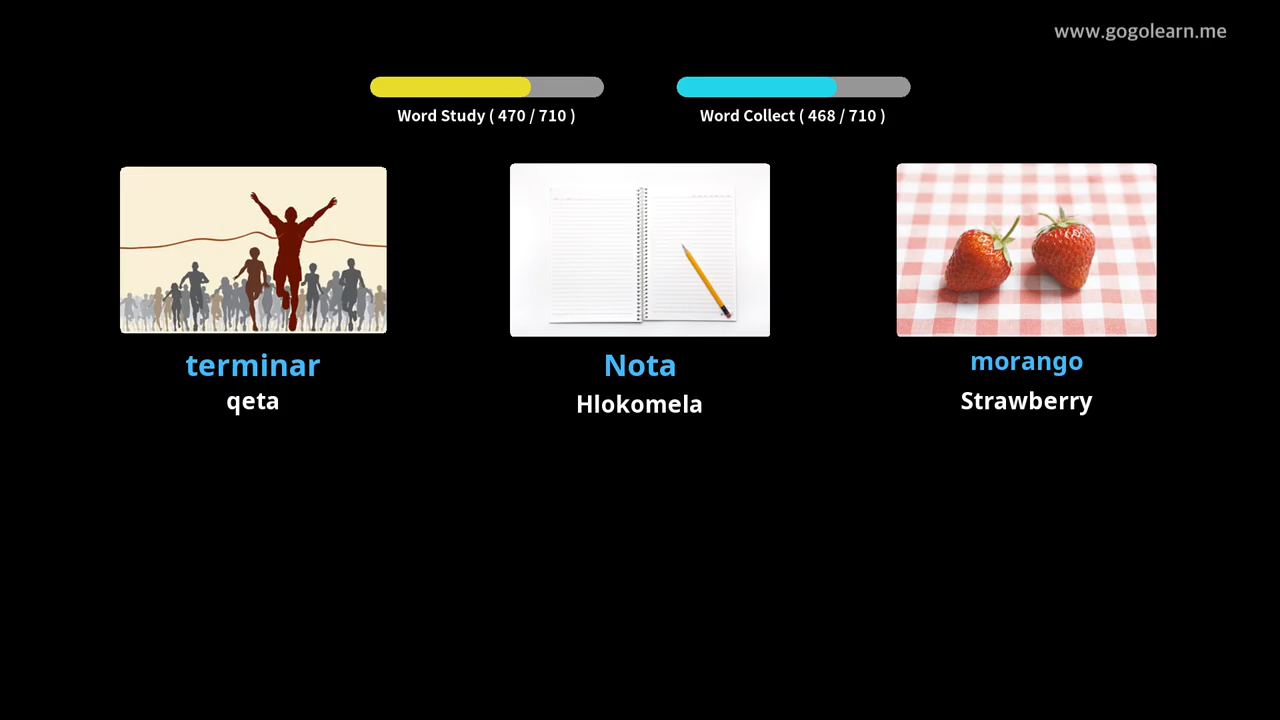 www.gogolearn.me
Word Study ( 470 / 710 )
Word Collect ( 468 / 710 )
terminar
qeta
Nota
Hlokomela
morango
Strawberry